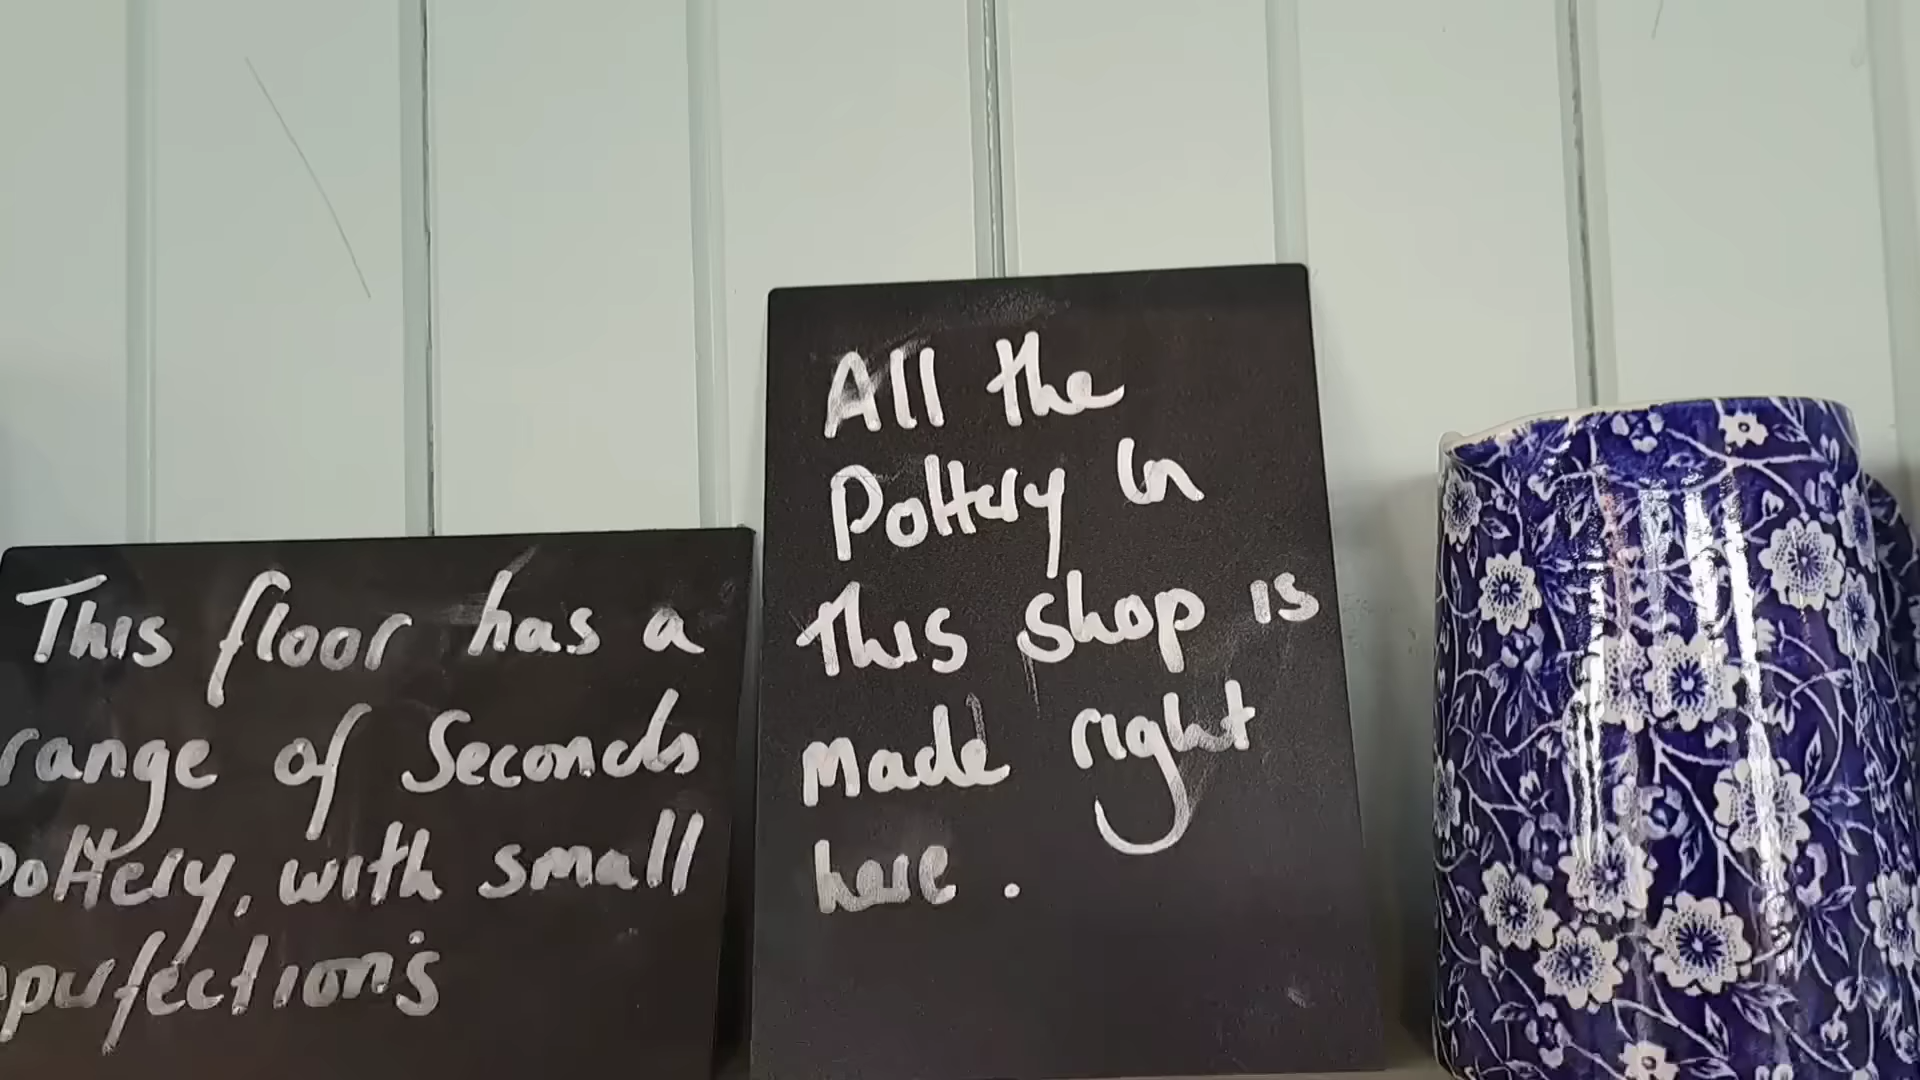 This floor has a
range of Seconds
pottery, with small
perfections
All the
Pottery In
this shop is
made right
here.